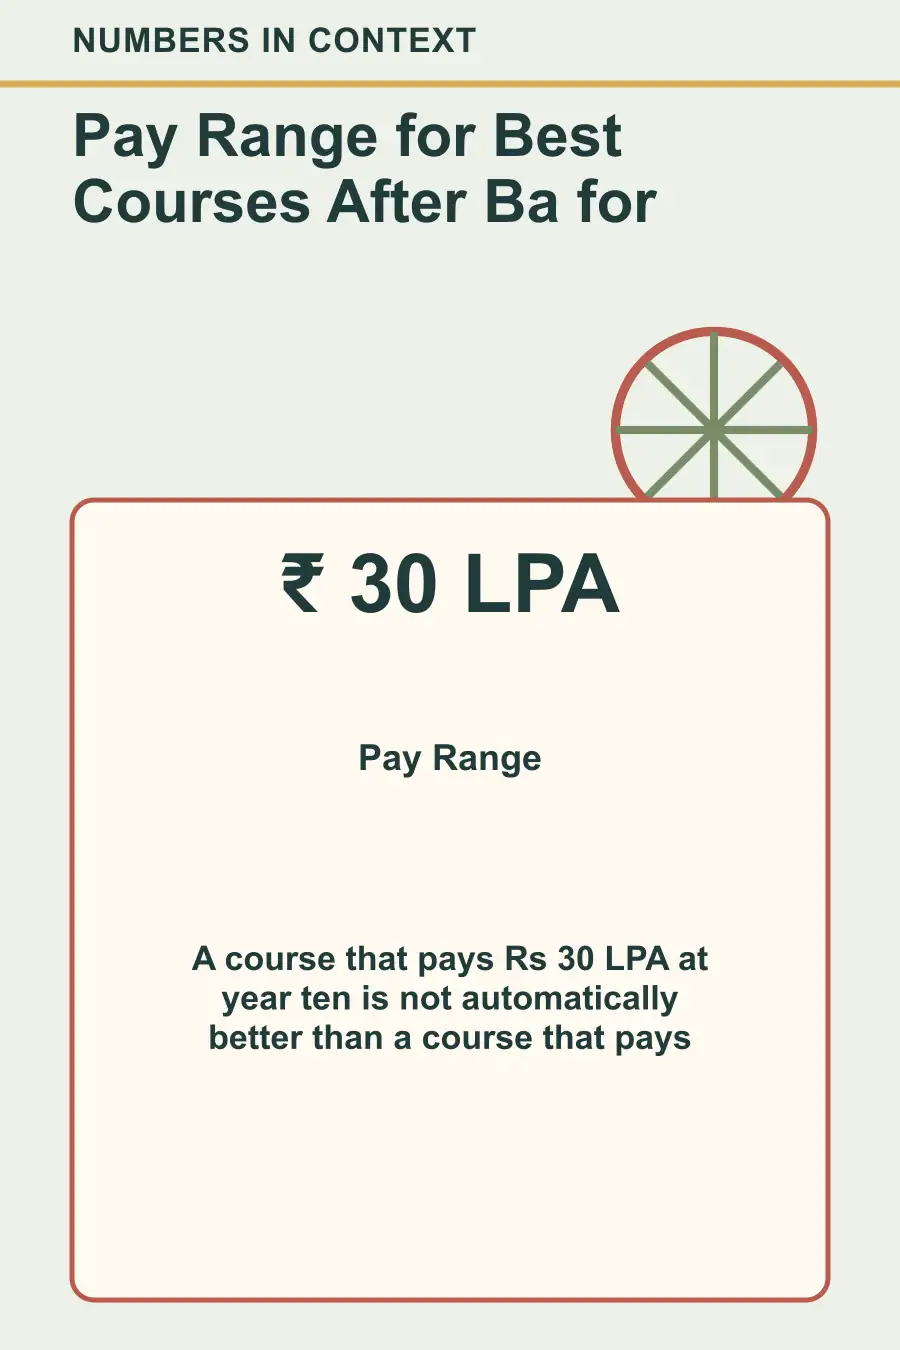 NUMBERS IN CONTEXT
Pay Range for Best
Courses After Ba for
₹ 30 LPA
Pay Range
A course that pays Rs 30 LPA at
year ten is not automatically
better than a course that pays